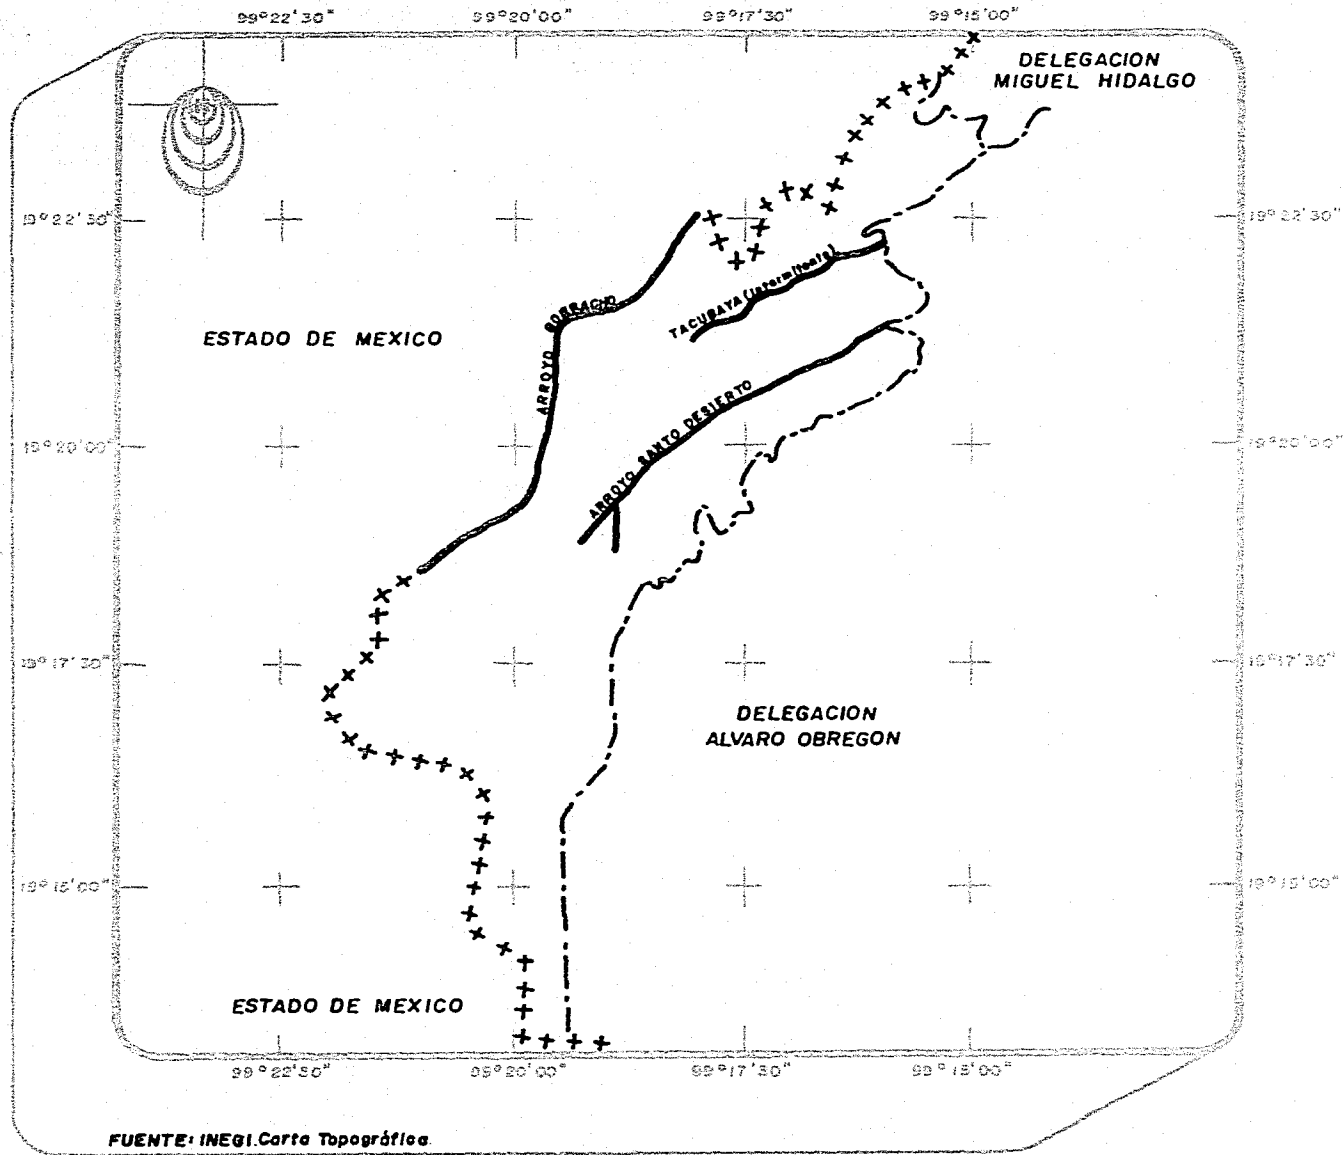 99°22'30" 99°20'00" 99°17'30" 99°15'00"
DELEGACION
MIGUEL HIDALGO
19°22'30" 19°22'30"
TACUBAYA (intermitente)
ARROYO BORRACHO
ESTADO DE MEXICO
ARROYO SANTO DESIERTO
19°20'00" 19°20'00"
19°17'30" 19°17'30"
DELEGACION
ALVARO OBREGON
19°15'00" 19°15'00"
ESTADO DE MEXICO
99°22'30" 99°20'00" 99°17'30" 99°15'00"
FUENTE: INEGI.Carta Topográfica.